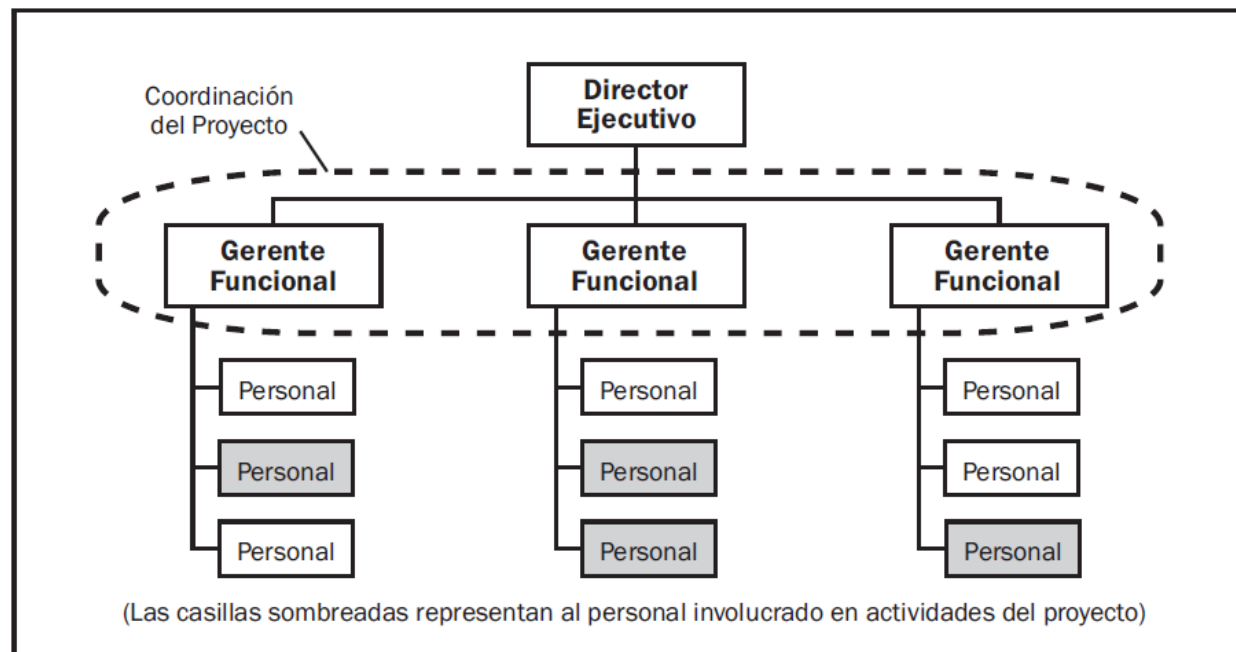 Coordinación
del Proyecto
Director
Ejecutivo
Gerente
Funcional
Gerente
Funcional
Gerente
Funcional
Personal
Personal
Personal
Personal
Personal
Personal
Personal
Personal
Personal
(Las casillas sombreadas representan al personal involucrado en actividades del proyecto)